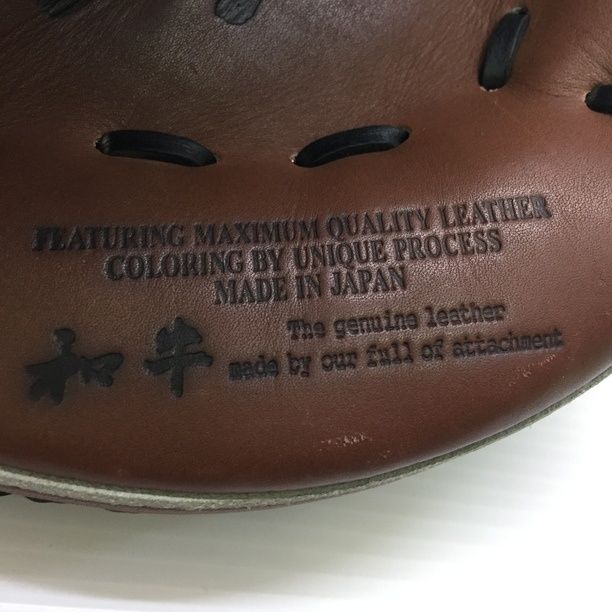 FEATURING MAXIMUM QUALITY LEATHER
COLORING BY UNIQUE PROCESS
MADE IN JAPAN
和牛
The genuine leather
made by our full of attachment